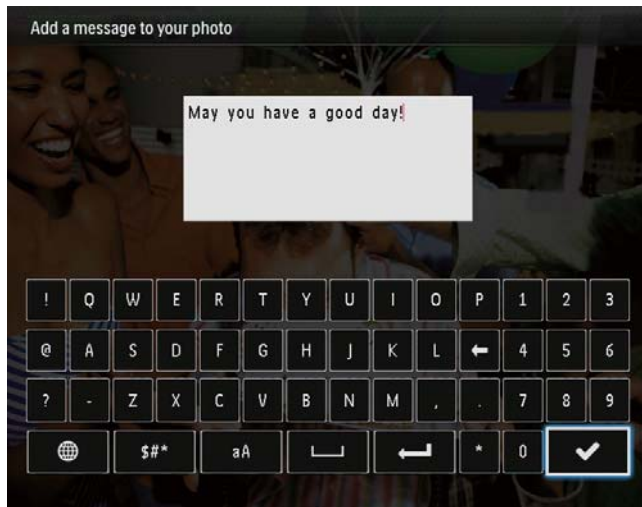 Add a message to your photo
May you have a good day!
! Q W E R T Y U I O P 1 2 3
@ A S D F G H J K L ← 4 5 6
? - Z X C V B N M , . 7 8 9
$#* aA * 0